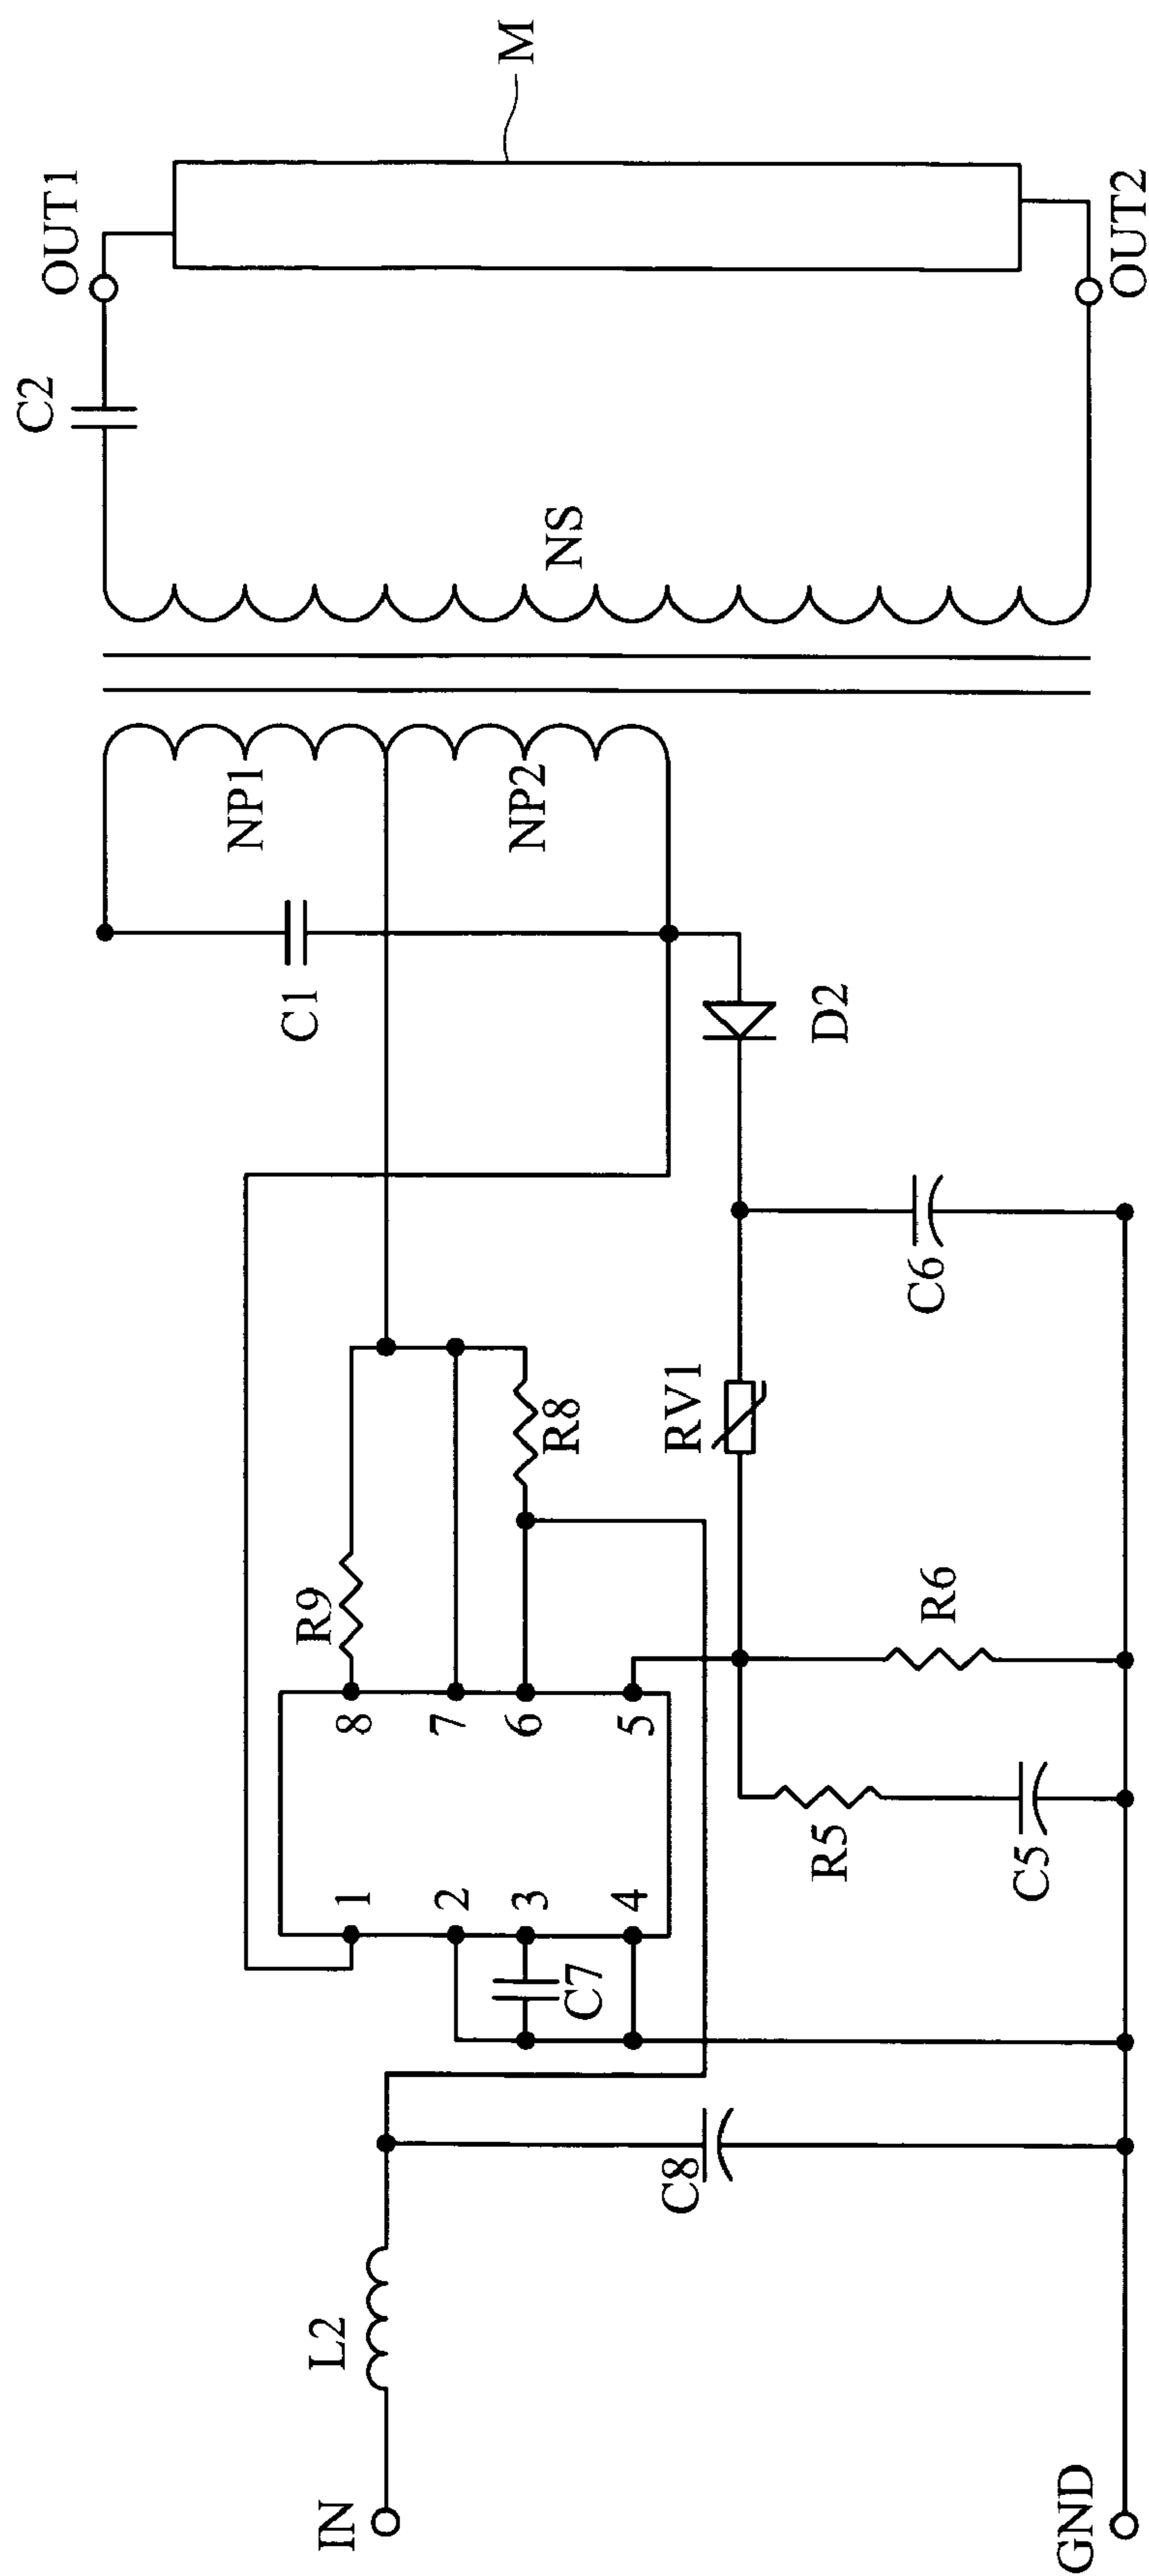 IN
GND
L2
C8
1
2
3
4
C7
8
7
6
5
R9
R8
R5
C5
R6
RV1
C6
D2
C1
NP1
NP2
NS
C2
OUT1
OUT2
M